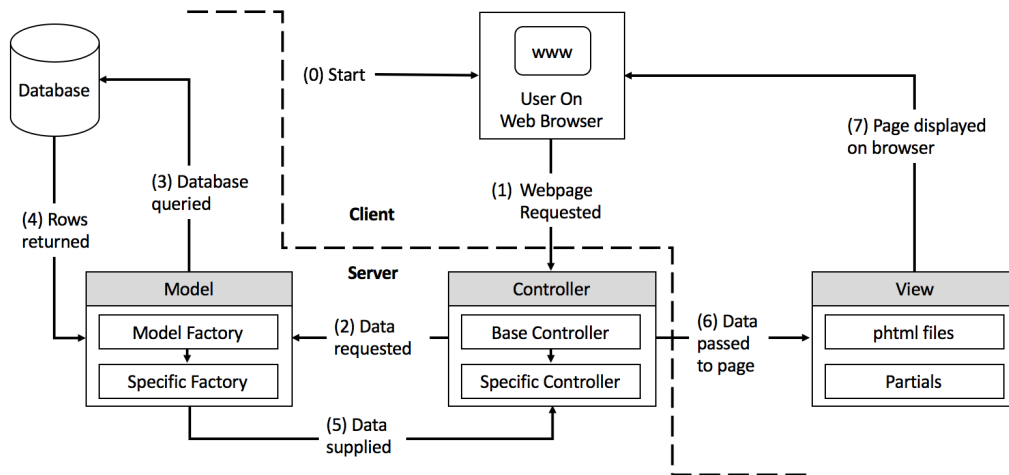 www
Database
(0) Start
User On
Web Browser
(7) Page displayed
on browser
(3) Database
queried
(1) Webpage
Requested
(4) Rows
returned
Client
Server
Model
Controller
View
Model Factory
(2) Data
requested
Base Controller
(6) Data
passed
to page
phtml files
Specific Factory
Specific Controller
Partials
(5) Data
supplied